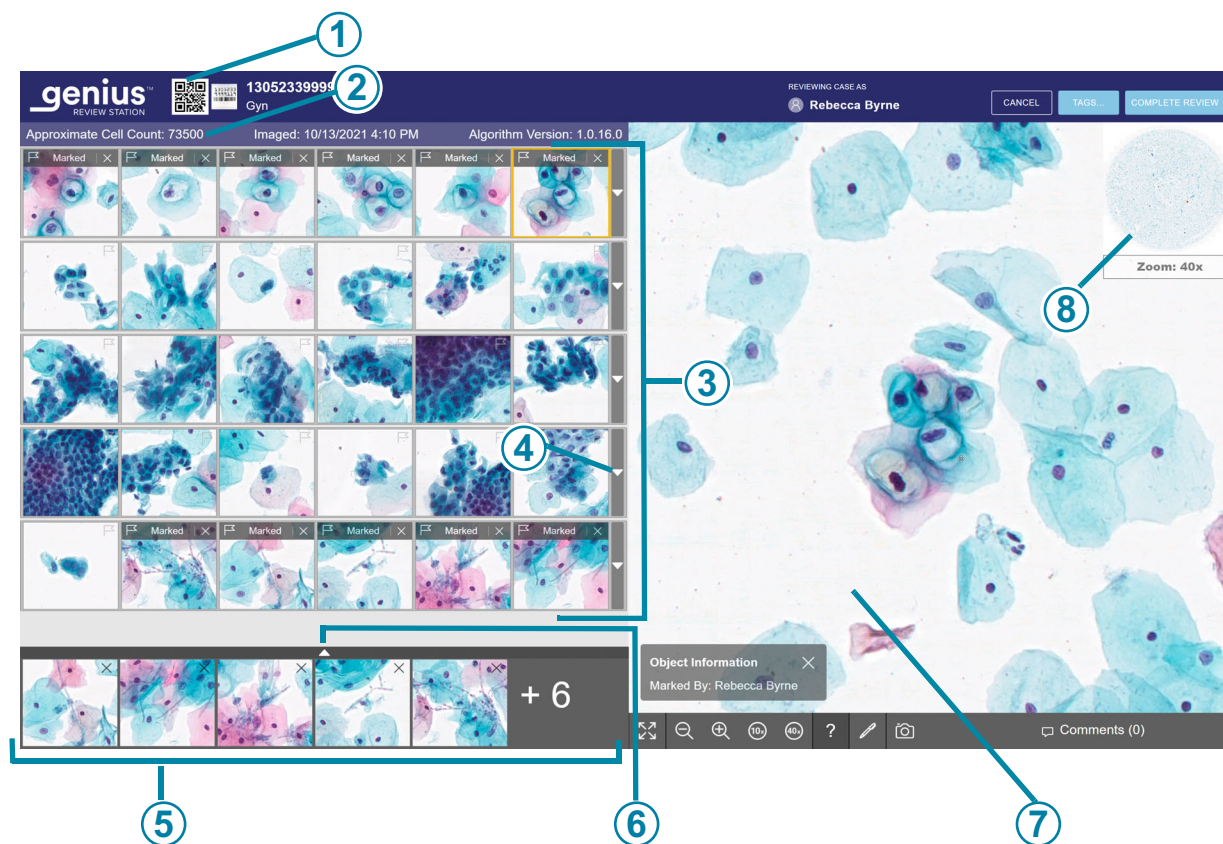 1
2
genius™
REVIEW STATION
Gyn
REVIEWING CASE AS
Rebecca Byrne
CANCEL
TAGS...
COMPLETE REVIEW
Approximate Cell Count: 73500
Imaged: 10/13/2021 4:10 PM
Algorithm Version: 1.0.16.0
Marked
Marked
Marked
Marked
Marked
Marked
Zoom: 40x
8
3
4
Marked
Marked
Marked
Marked
Marked
Object Information
Marked By: Rebecca Byrne
+ 6
10x
40x
?
Comments (0)
5
6
7